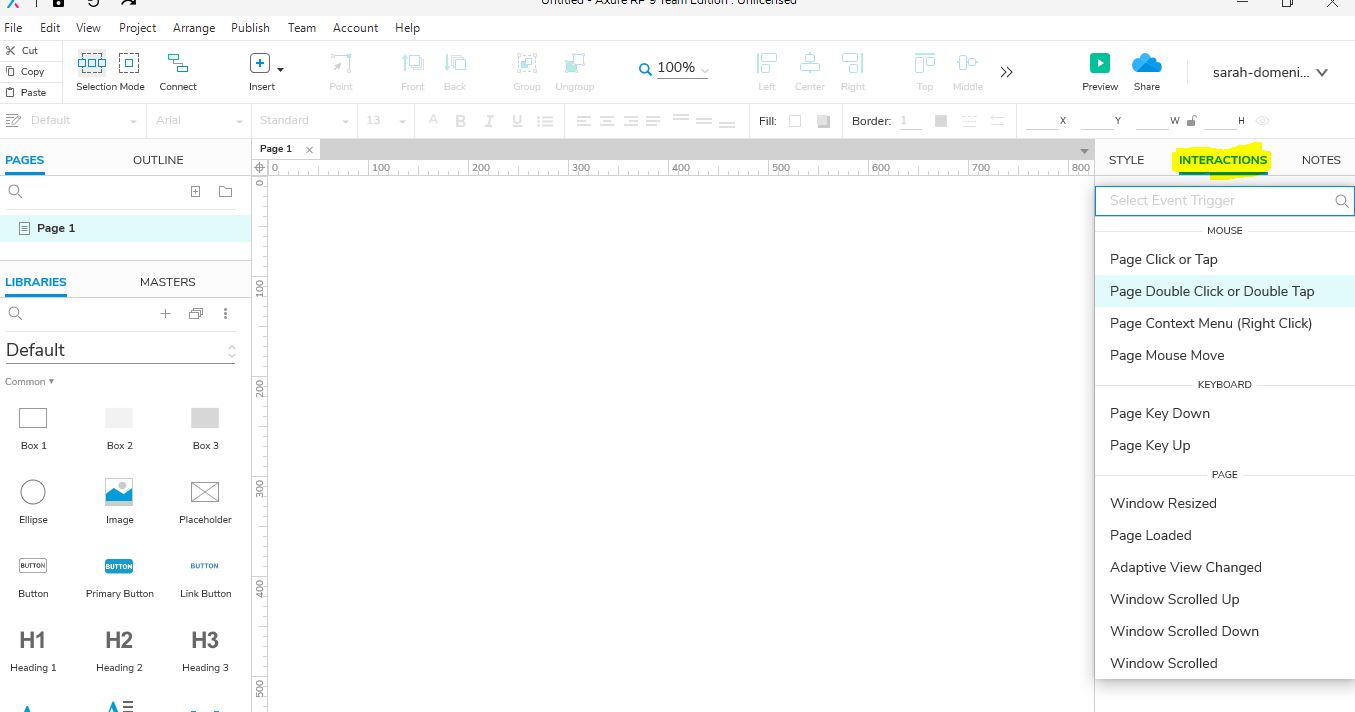 Untitled - Axure RP 9 Team Edition : Unlicensed
File Edit View Project Arrange Publish Team Account Help
Cut
Copy
Paste
Selection Mode
Connect
Insert
Point
Front
Back
Group
Ungroup
100%
Left
Center
Right
Top
Middle
Preview
Share
sarah-domeni...
Default
Arial
Standard
13
A B I U
Fill:
Border: 1
X
Y
W
H
PAGES OUTLINE
Page 1
LIBRARIES MASTERS
Default
Common
Box 1 Box 2 Box 3
Ellipse Image Placeholder
BUTTON BUTTON BUTTON
Button Primary Button Link Button
H1 H2 H3
Heading 1 Heading 2 Heading 3
Page 1
0 100 200 300 400 500 600 700 800
0
100
200
300
400
500
STYLE INTERACTIONS NOTES
Select Event Trigger
MOUSE
Page Click or Tap
Page Double Click or Double Tap
Page Context Menu (Right Click)
Page Mouse Move
KEYBOARD
Page Key Down
Page Key Up
PAGE
Window Resized
Page Loaded
Adaptive View Changed
Window Scrolled Up
Window Scrolled Down
Window Scrolled